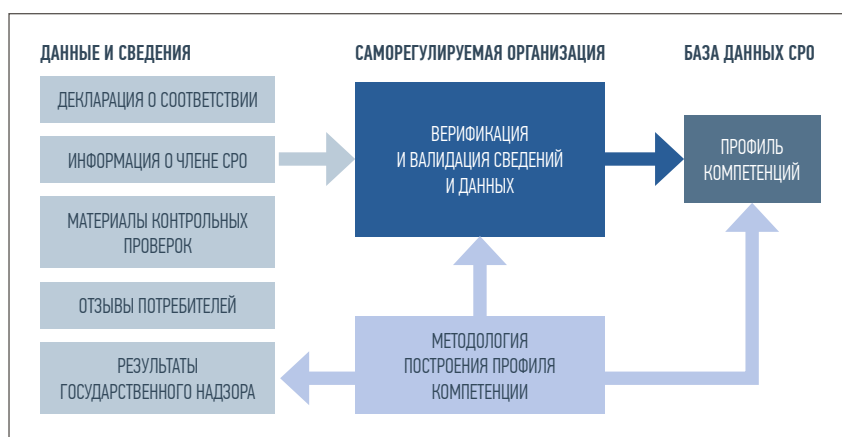 ДАННЫЕ И СВЕДЕНИЯ
ДЕКЛАРАЦИЯ О СООТВЕТСТВИИ
ИНФОРМАЦИЯ О ЧЛЕНЕ СРО
МАТЕРИАЛЫ КОНТРОЛЬНЫХ
ПРОВЕРОК
ОТЗЫВЫ ПОТРЕБИТЕЛЕЙ
РЕЗУЛЬТАТЫ
ГОСУДАРСТВЕННОГО НАДЗОРА
САМОРЕГУЛИРУЕМАЯ ОРГАНИЗАЦИЯ
ВЕРИФИКАЦИЯ
И ВАЛИДАЦИЯ СВЕДЕНИЙ
И ДАННЫХ
МЕТОДОЛОГИЯ
ПОСТРОЕНИЯ ПРОФИЛЯ
КОМПЕТЕНЦИИ
БАЗА ДАННЫХ СРО
ПРОФИЛЬ
КОМПЕТЕНЦИЙ